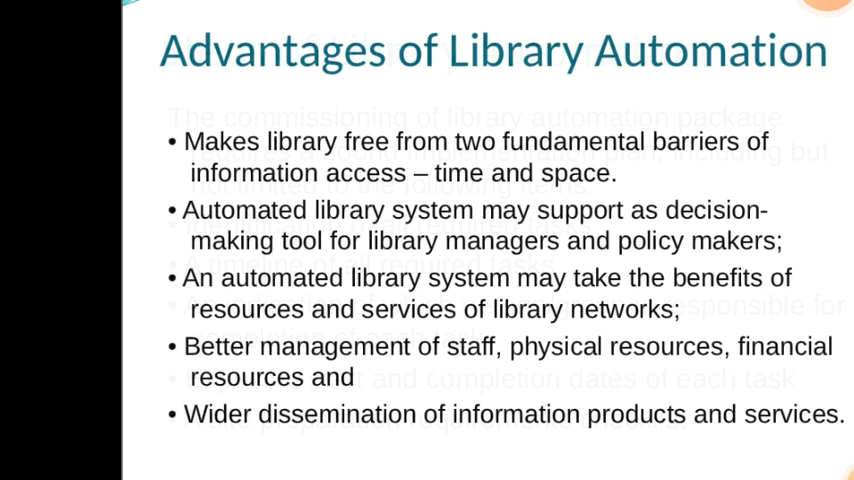 Advantages of Library Automation
• Makes library free from two fundamental barriers of
information access – time and space.
• Automated library system may support as decision-
making tool for library managers and policy makers;
• An automated library system may take the benefits of
resources and services of library networks;
• Better management of staff, physical resources, financial
resources and
• Wider dissemination of information products and services.